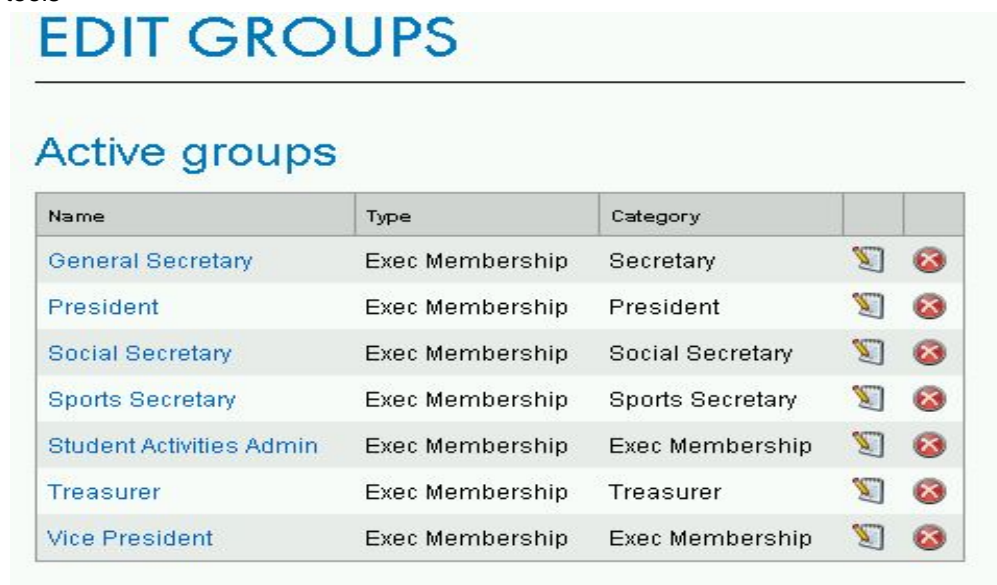 EDIT GROUPS
Active groups
Name Type Category
General Secretary Exec Membership Secretary
President Exec Membership President
Social Secretary Exec Membership Social Secretary
Sports Secretary Exec Membership Sports Secretary
Student Activities Admin Exec Membership Exec Membership
Treasurer Exec Membership Treasurer
Vice President Exec Membership Exec Membership